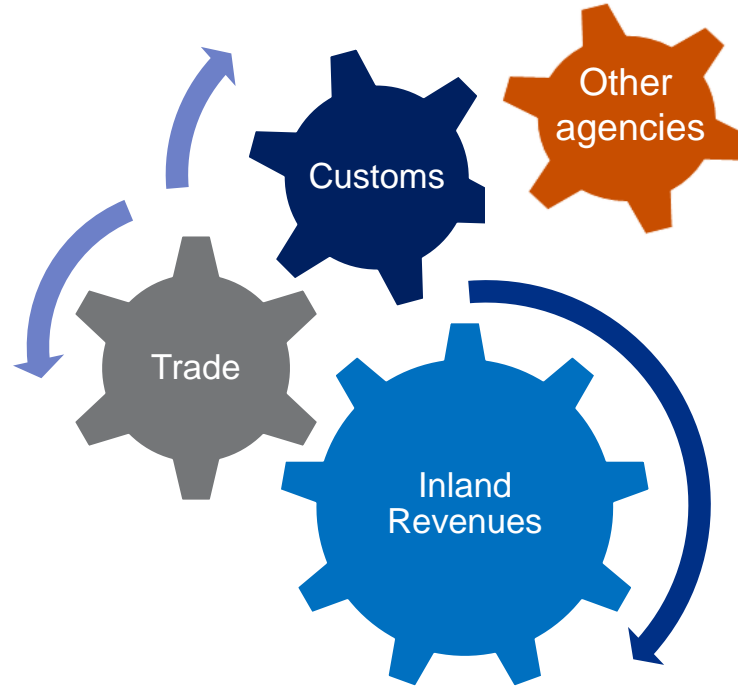 Other
agencies
Customs
Trade
Inland
Revenues